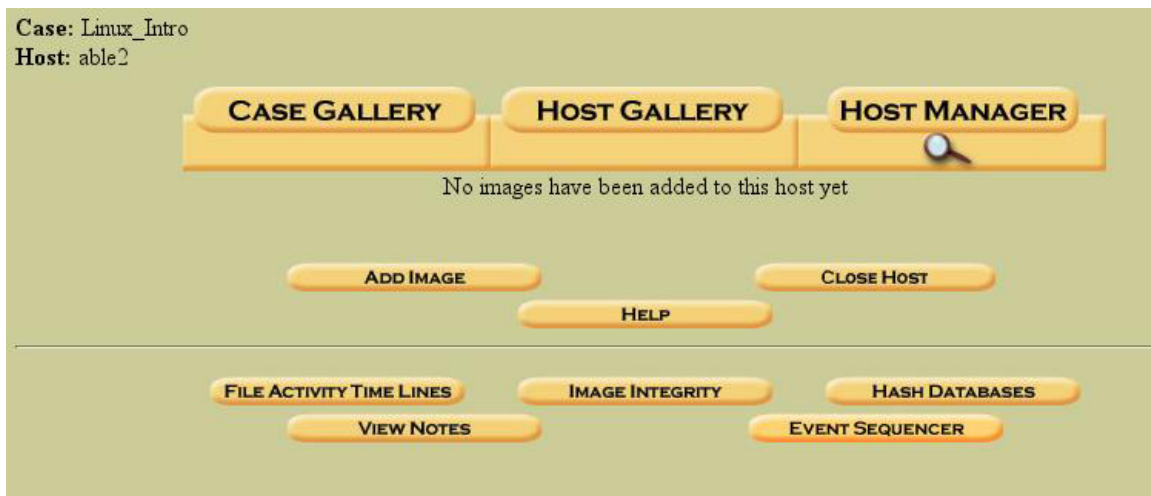 Case: Linux_Intro
Host: able2
CASE GALLERY
HOST GALLERY
HOST MANAGER
No images have been added to this host yet
ADD IMAGE
CLOSE HOST
HELP
FILE ACTIVITY TIME LINES
IMAGE INTEGRITY
HASH DATABASES
VIEW NOTES
EVENT SEQUENCER